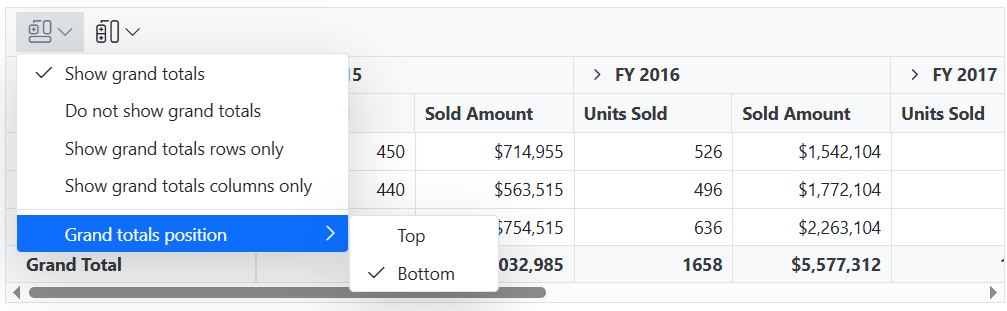 Show grand totals
Do not show grand totals
Show grand totals rows only
Show grand totals columns only
Grand totals position
Top
Bottom
FY 2016 FY 2017
Sold Amount Units Sold Sold Amount Units Sold
450 $714,955 526 $1,542,104
440 $563,515 496 $1,772,104
$754,515 636 $2,263,104
Grand Total 032,985 1658 $5,577,312